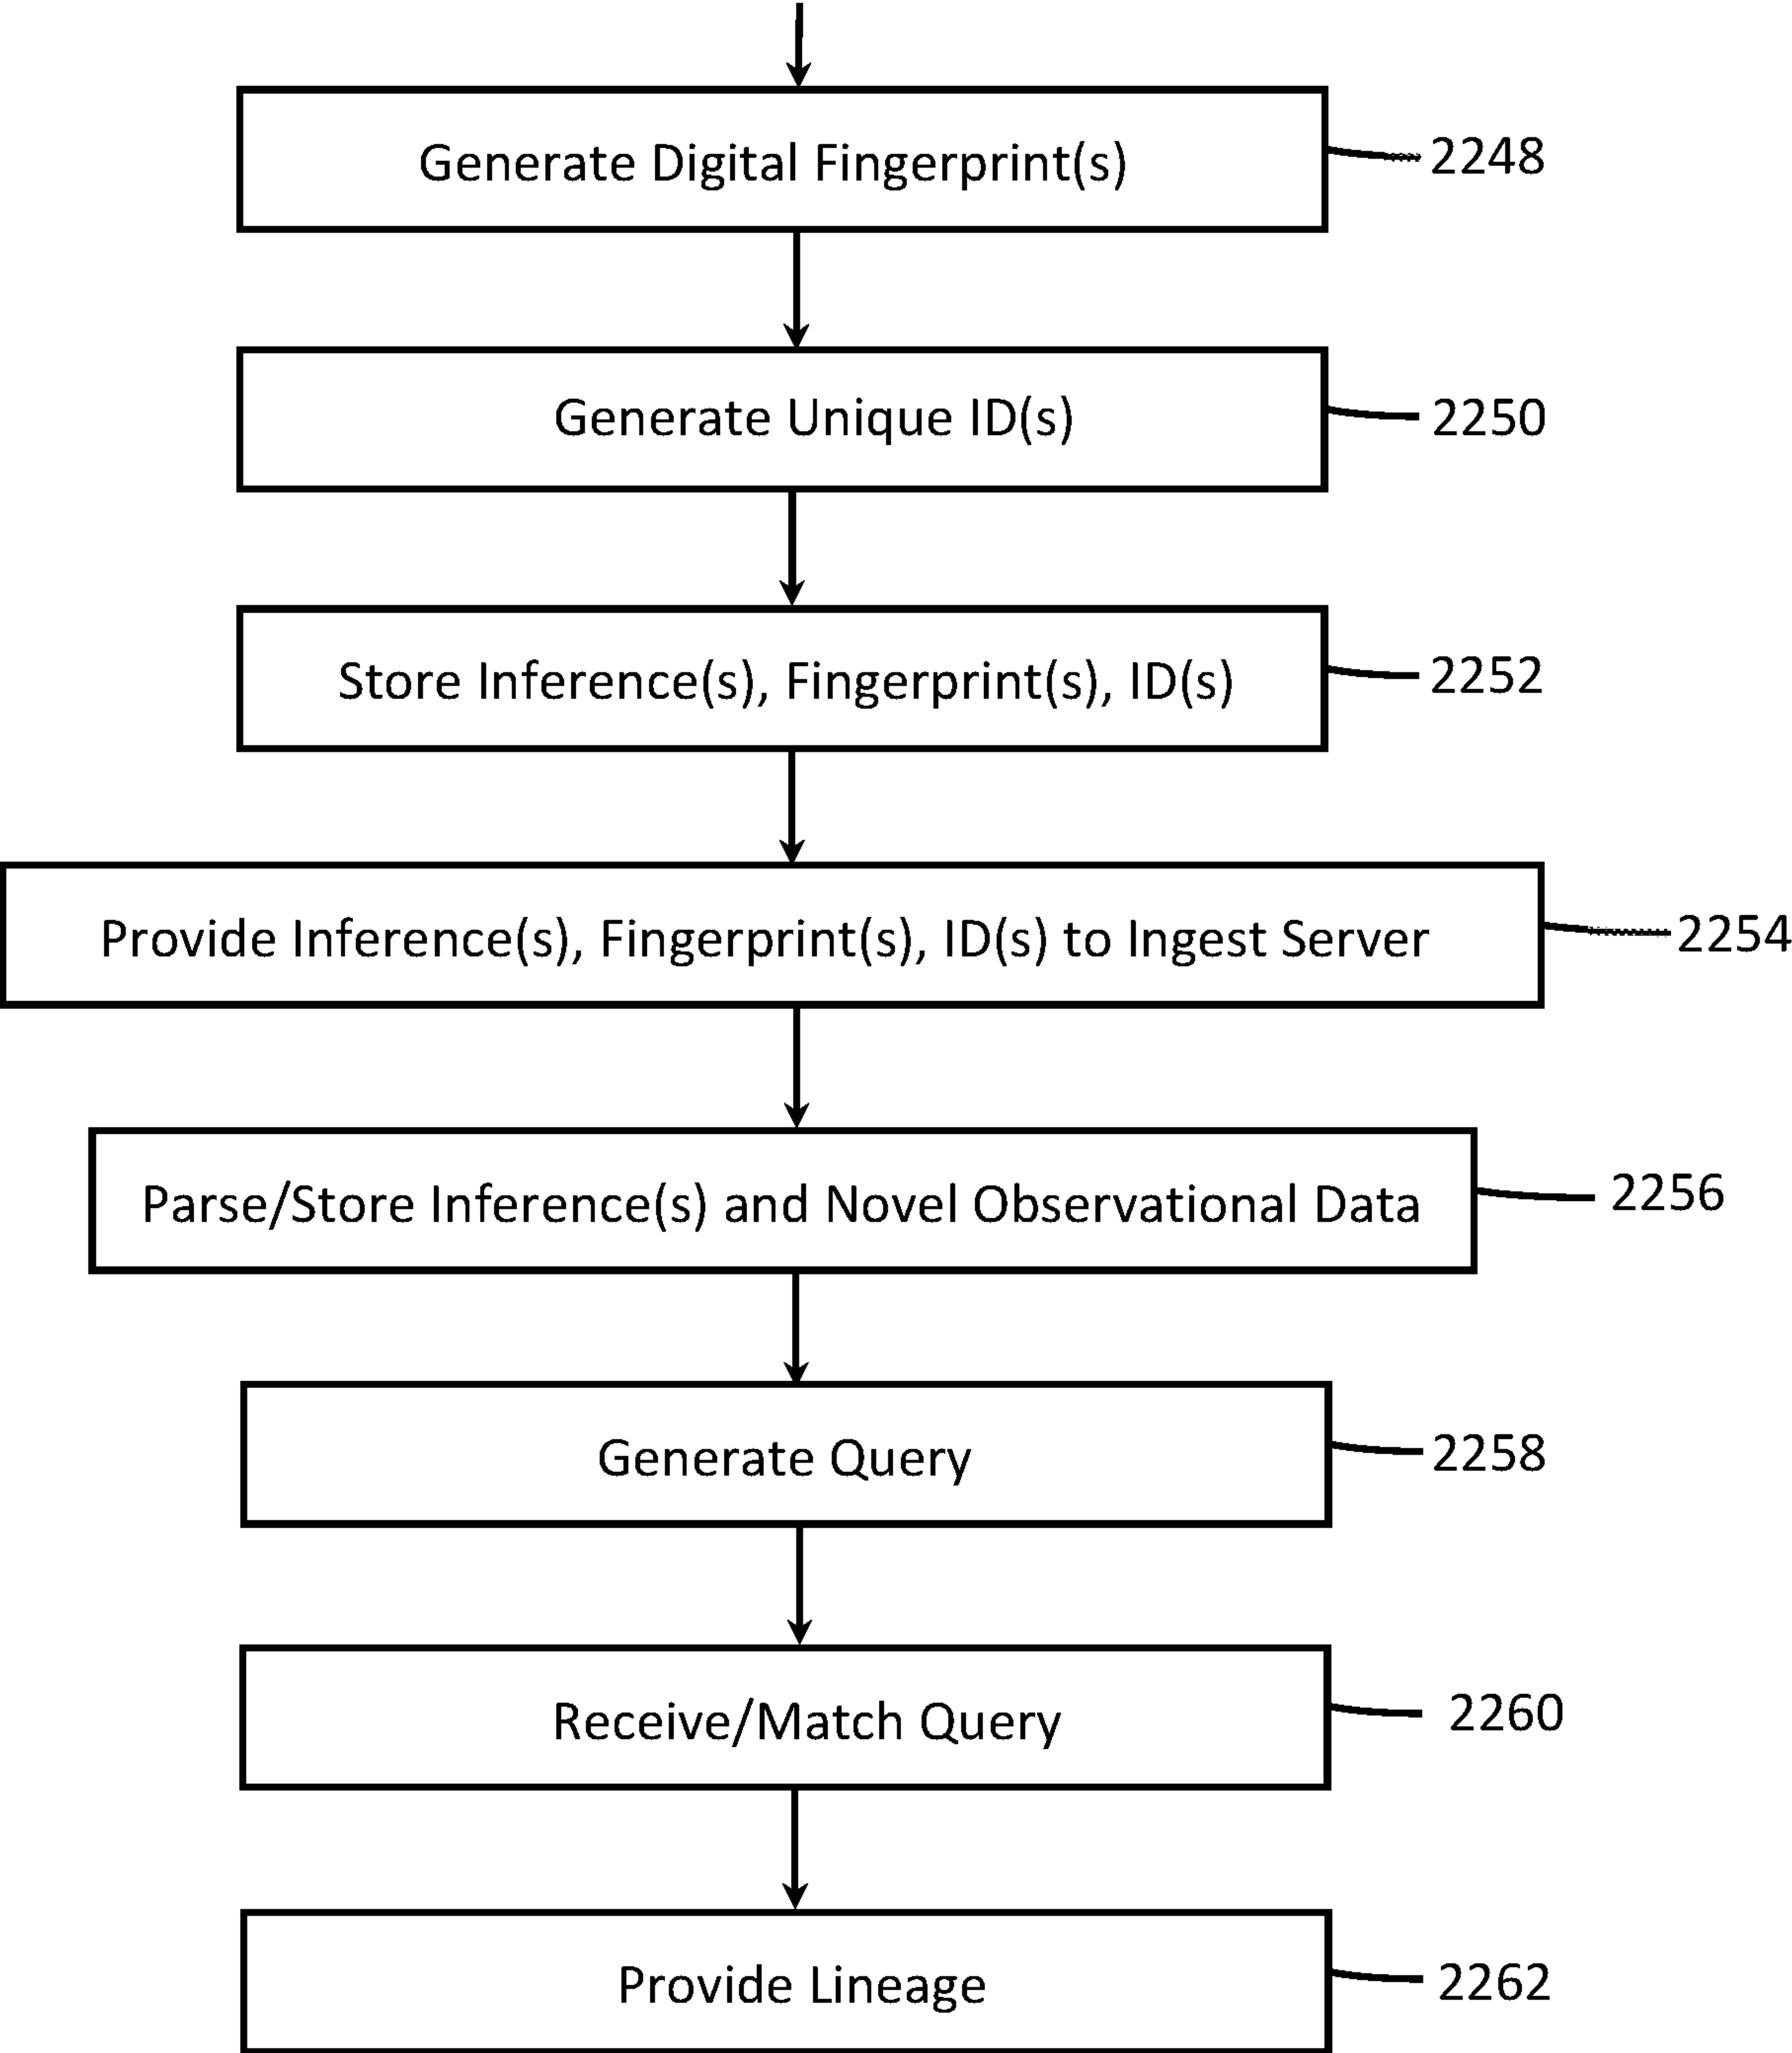 Generate Digital Fingerprint(s) 2248
Generate Unique ID(s) 2250
Store Inference(s), Fingerprint(s), ID(s) 2252
Provide Inference(s), Fingerprint(s), ID(s) to Ingest Server 2254
Parse/Store Inference(s) and Novel Observational Data 2256
Generate Query 2258
Receive/Match Query 2260
Provide Lineage 2262